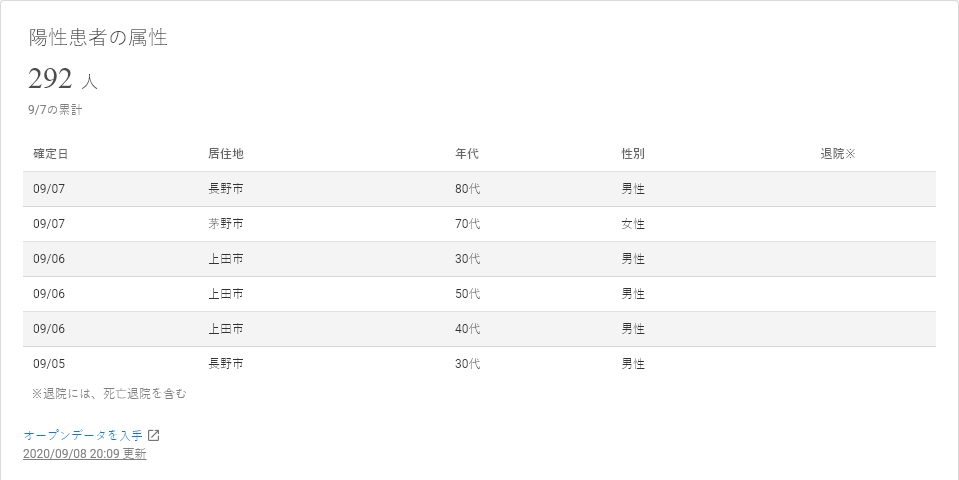 陽性患者の属性
292 人
9/7の累計
確定日 居住地 年代 性別 退院※
09/07 長野市 80代 男性
09/07 茅野市 70代 女性
09/06 上田市 30代 男性
09/06 上田市 50代 男性
09/06 上田市 40代 男性
09/05 長野市 30代 男性
※退院には、死亡退院を含む
オープンデータを入手
2020/09/08 20:09 更新